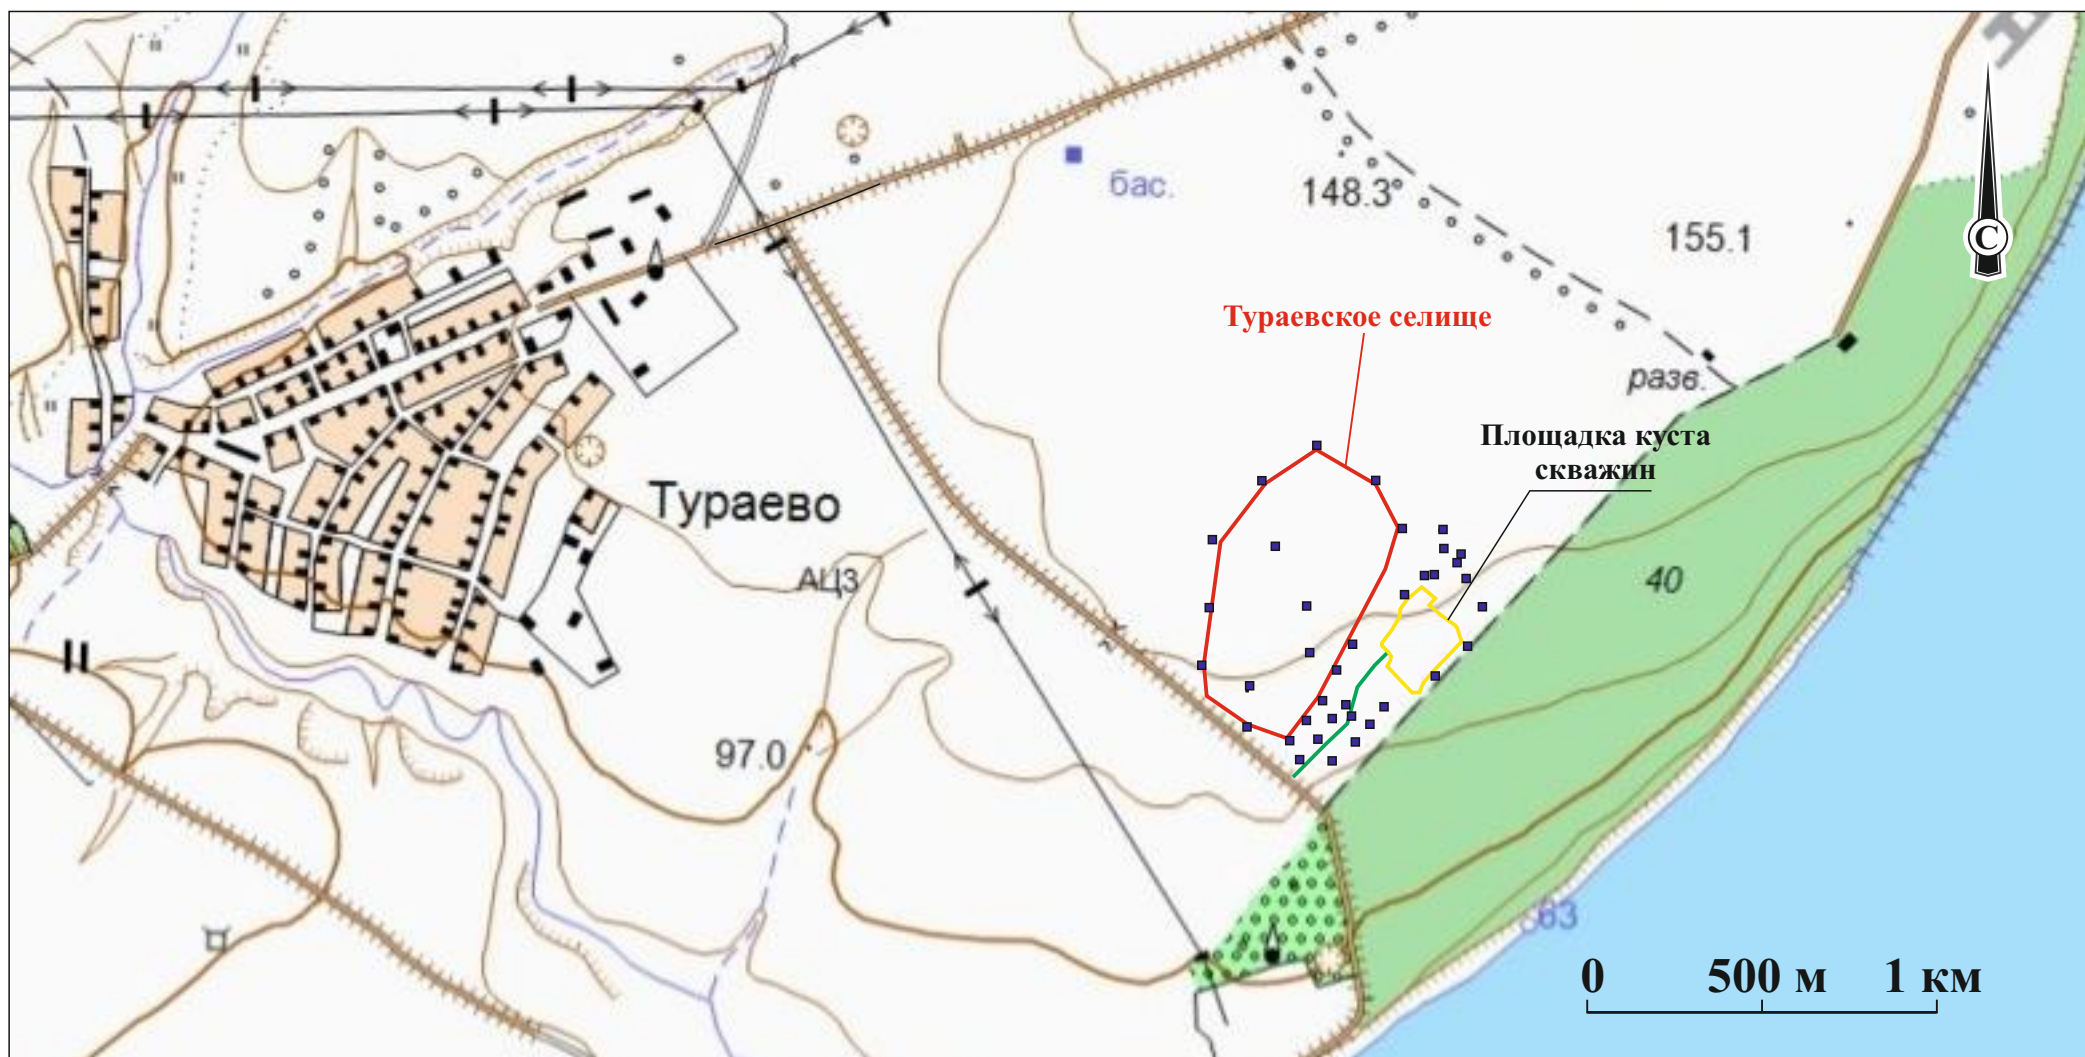 бас.
148.3°
155.1
С
Тураевское селище
разв.
Площадка куста
скважин
Тураево
АЦЗ
40
97.0
63
0 500 м 1 км